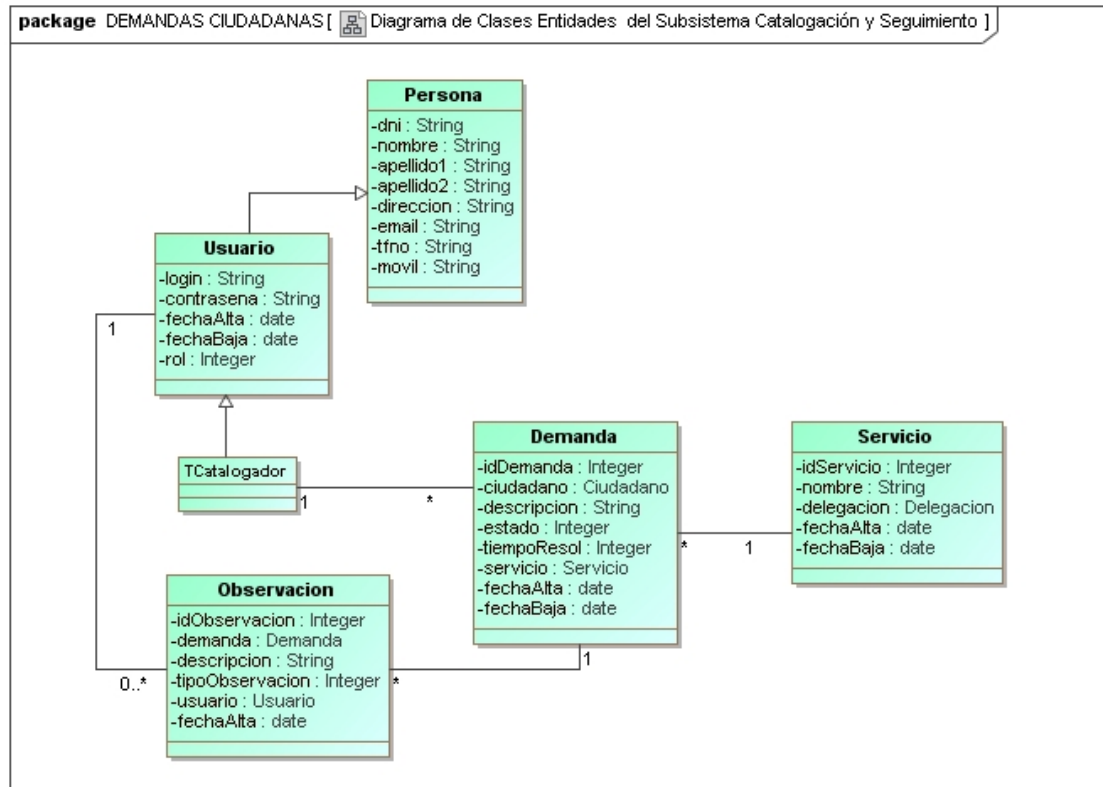 package DEMANDAS CIUDADANAS [ Diagrama de Clases Entidades del Subsistema Catalogación y Seguimiento ]
Persona
-dni : String
-nombre : String
-apellido1 : String
-apellido2 : String
-direccion : String
-email : String
-tfno : String
-movil : String
Usuario
-login : String
-contrasena : String
-fechaAlta : date
-fechaBaja : date
-rol : Integer
1
TCatalogador
1
*
Demanda
-idDemanda : Integer
-ciudadano : Ciudadano
-descripcion : String
-estado : Integer
-tiempoResol : Integer
-servicio : Servicio
-fechaAlta : date
-fechaBaja : date
*
1
Servicio
-idServicio : Integer
-nombre : String
-delegacion : Delegacion
-fechaAlta : date
-fechaBaja : date
Observacion
-idObservacion : Integer
-demanda : Demanda
-descripcion : String
-tipoObservacion : Integer
-usuario : Usuario
-fechaAlta : date
0..*
*
1